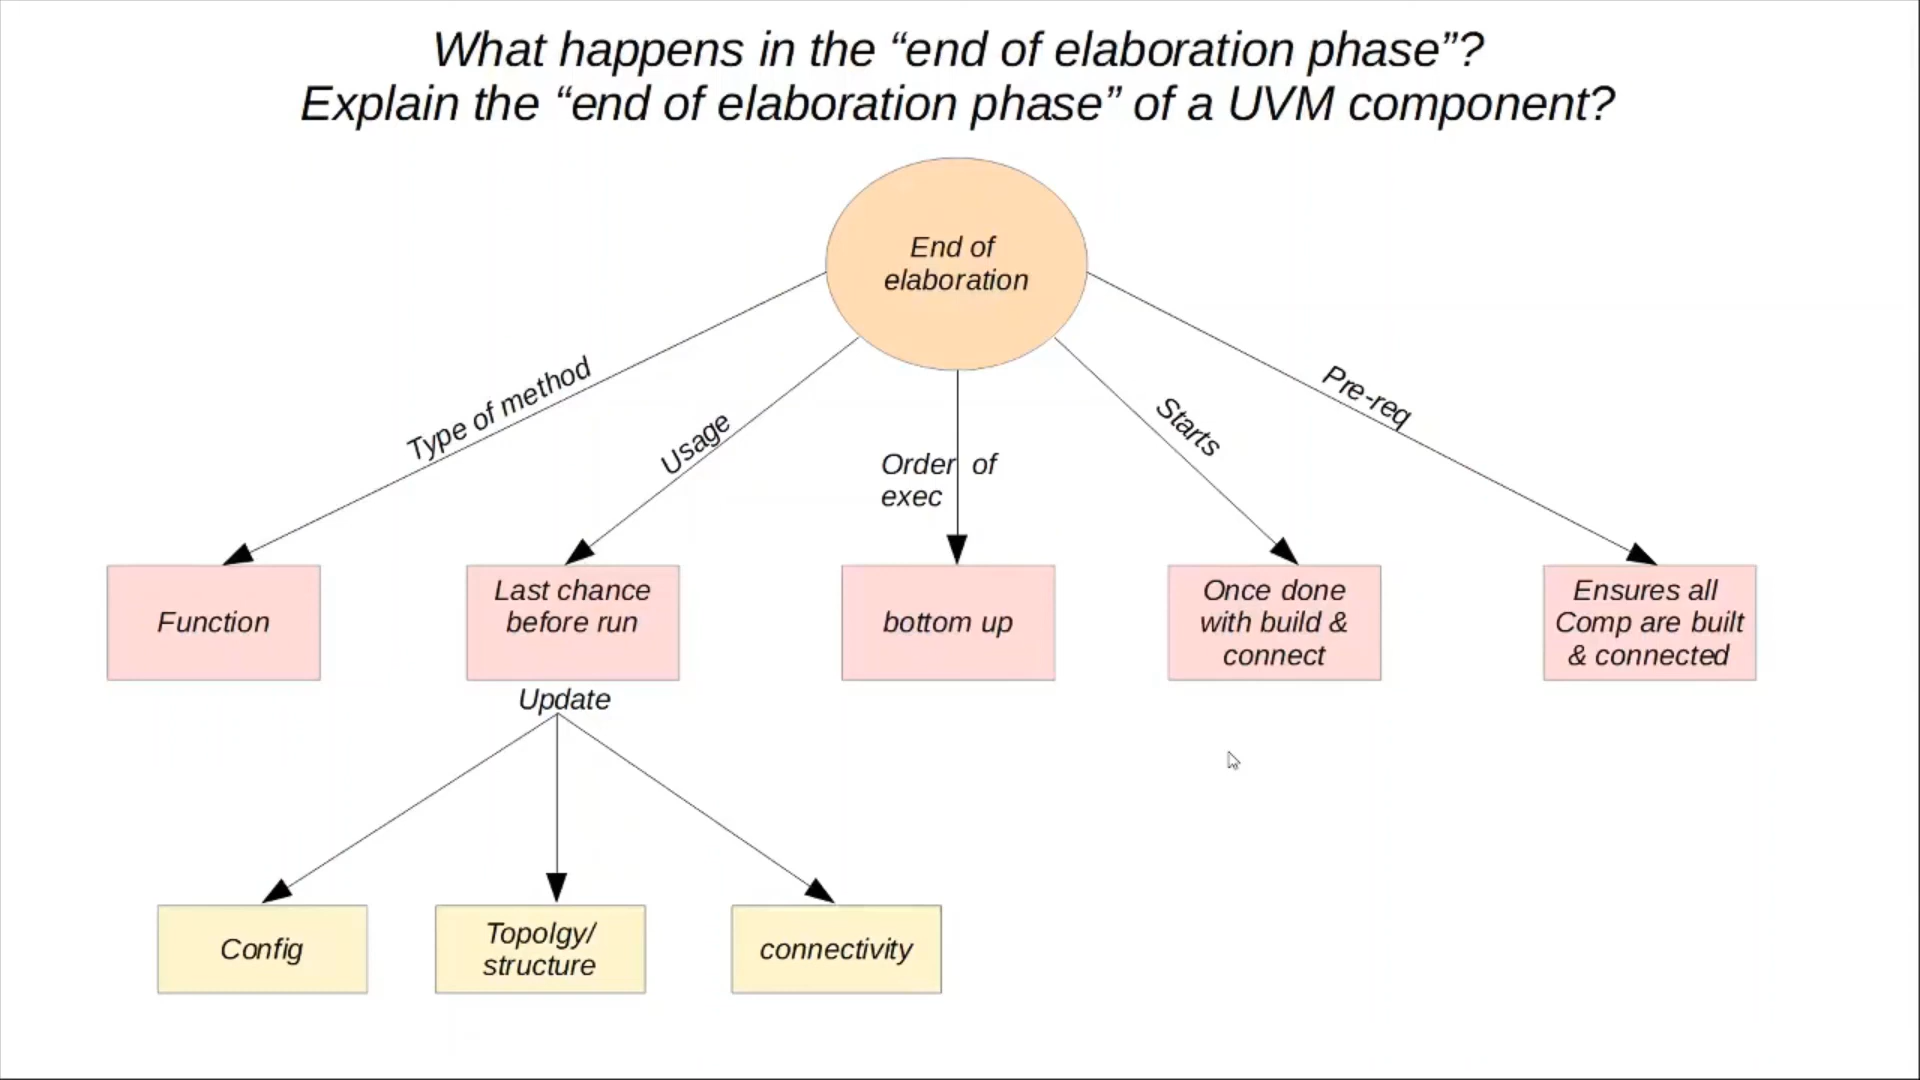 What happens in the “end of elaboration phase”?
Explain the “end of elaboration phase” of a UVM component?
End of
elaboration
Type of method
Usage
Order of
exec
Starts
Pre-req
Function
Last chance
before run
bottom up
Once done
with build &
connect
Ensures all
Comp are built
& connected
Update
Config
Topolgy/
structure
connectivity